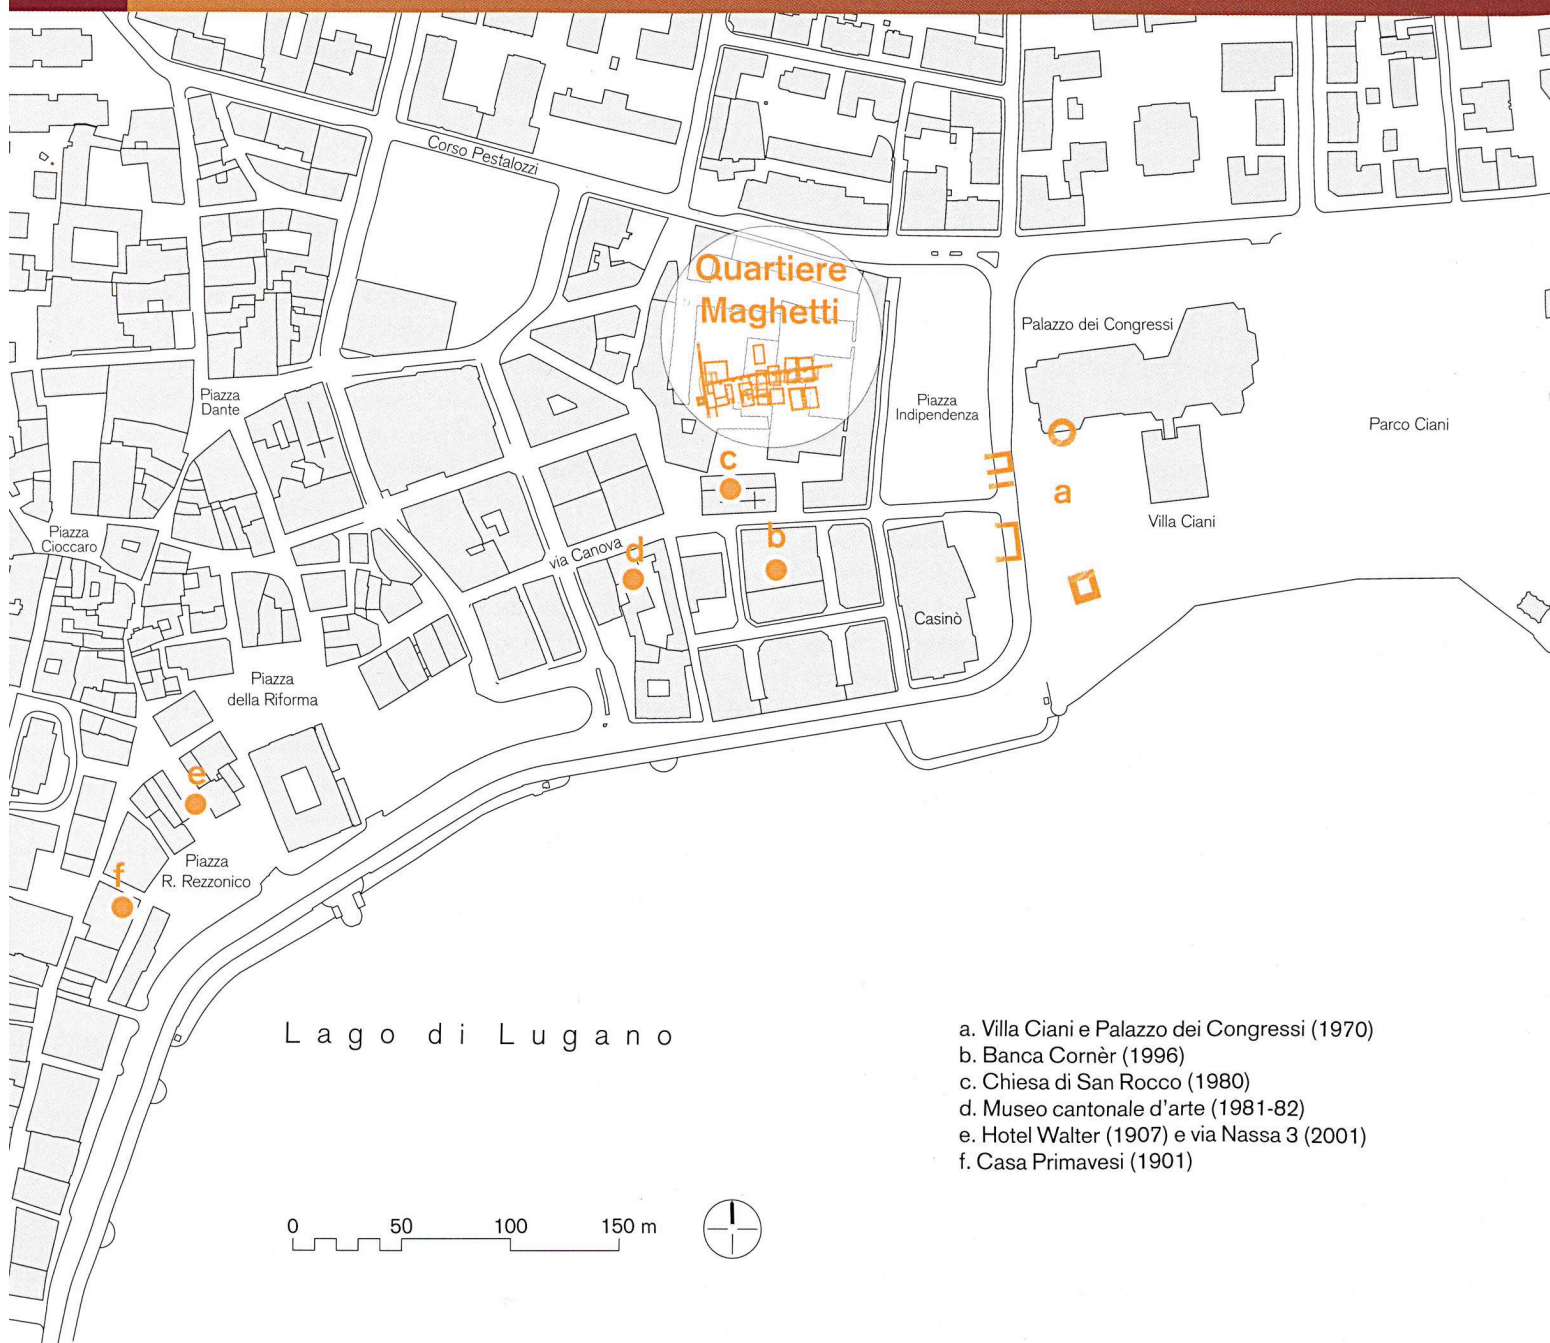 Corso Pestalozzi
Quartiere
Maghetti
Palazzo dei Congressi
Piazza
Dante
Piazza
Indipendenza
Parco Ciani
c
a
Villa Ciani
Piazza
Cioccaro
via Canova
d
b
Casinò
Piazza
della Riforma
e
Piazza
R. Rezzonico
f
Lago di Lugano
a. Villa Ciani e Palazzo dei Congressi (1970)
b. Banca Cornèr (1996)
c. Chiesa di San Rocco (1980)
d. Museo cantonale d'arte (1981-82)
e. Hotel Walter (1907) e via Nassa 3 (2001)
f. Casa Primavesi (1901)
0 50 100 150 m